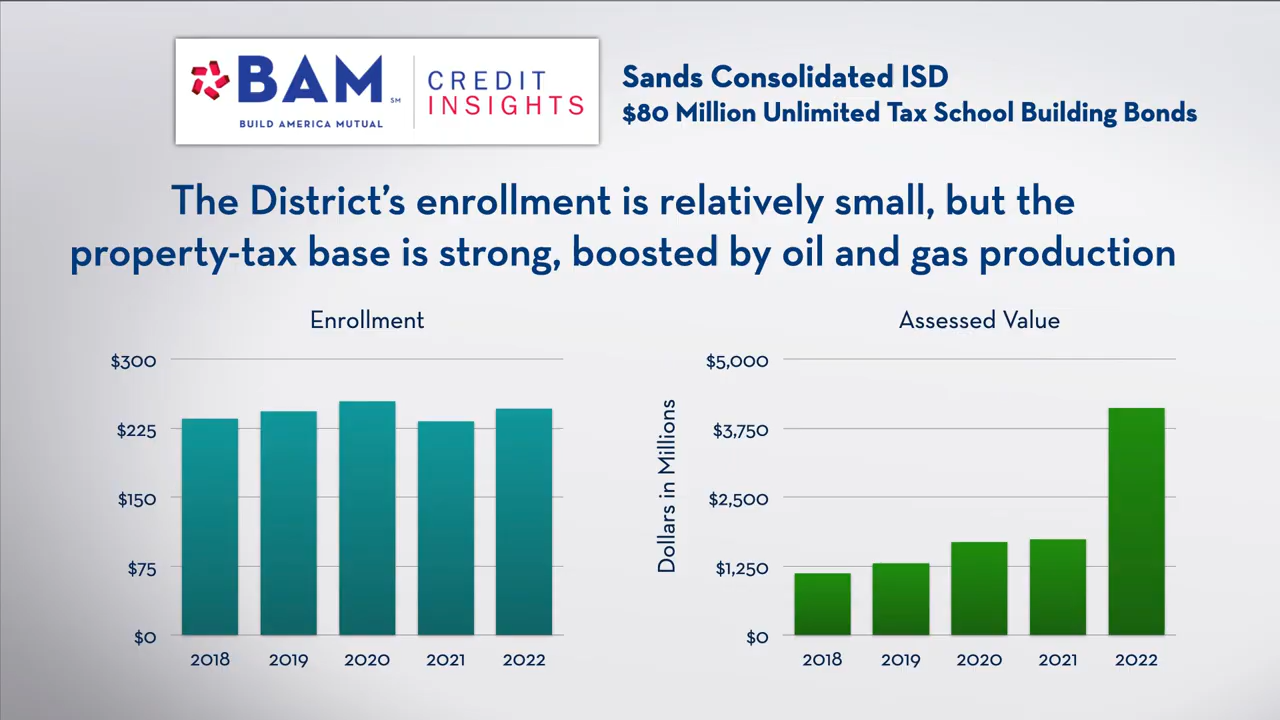 BAM SM
BUILD AMERICA MUTUAL
CREDIT
INSIGHTS
Sands Consolidated ISD
$80 Million Unlimited Tax School Building Bonds
The District's enrollment is relatively small, but the
property-tax base is strong, boosted by oil and gas production
Enrollment
$300
$225
$150
$75
$0
2018 2019 2020 2021 2022
Assessed Value
Dollars in Millions
$5,000
$3,750
$2,500
$1,250
$0
2018 2019 2020 2021 2022